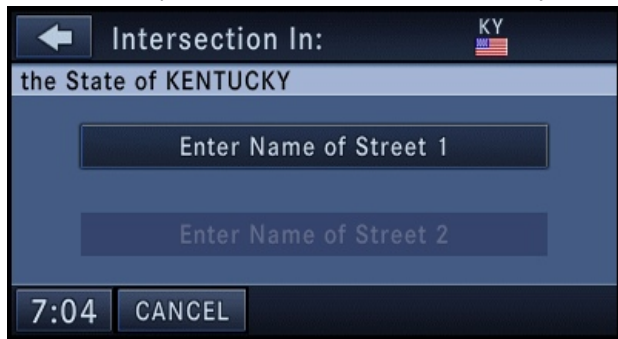 Intersection In: KY
the State of KENTUCKY
Enter Name of Street 1
Enter Name of Street 2
7:04 CANCEL